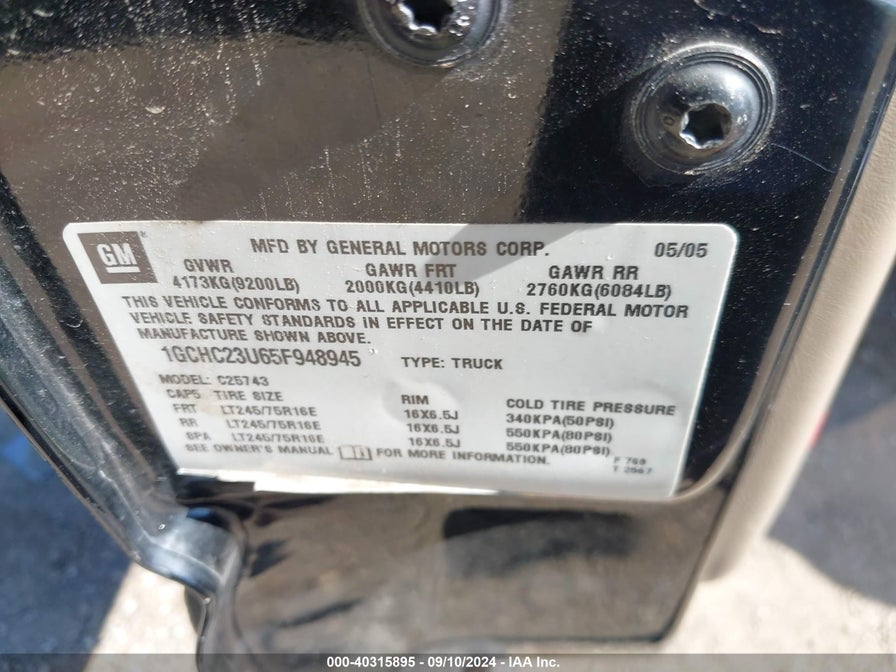 GM
MFD BY GENERAL MOTORS CORP. 05/05
GVWR GAWR FRT GAWR RR
4173KG(9200LB) 2000KG(4410LB) 2760KG(6084LB)
THIS VEHICLE CONFORMS TO ALL APPLICABLE U.S. FEDERAL MOTOR
VEHICLE SAFETY STANDARDS IN EFFECT ON THE DATE OF
MANUFACTURE SHOWN ABOVE.
1GCHC23U65F948945 TYPE: TRUCK
MODEL: C25743
CAPS TIRE SIZE RIM COLD TIRE PRESSURE
FRT LT245/75R16E 16X6.5J 340KPA(50PSI)
RR LT245/75R16E 16X6.5J 550KPA(80PSI)
SPA LT245/75R16E 16X6.5J 550KPA(80PSI)
SEE OWNER'S MANUAL FOR MORE INFORMATION.
F 769
T 2567
000-40315895 - 09/10/2024 - IAA Inc.